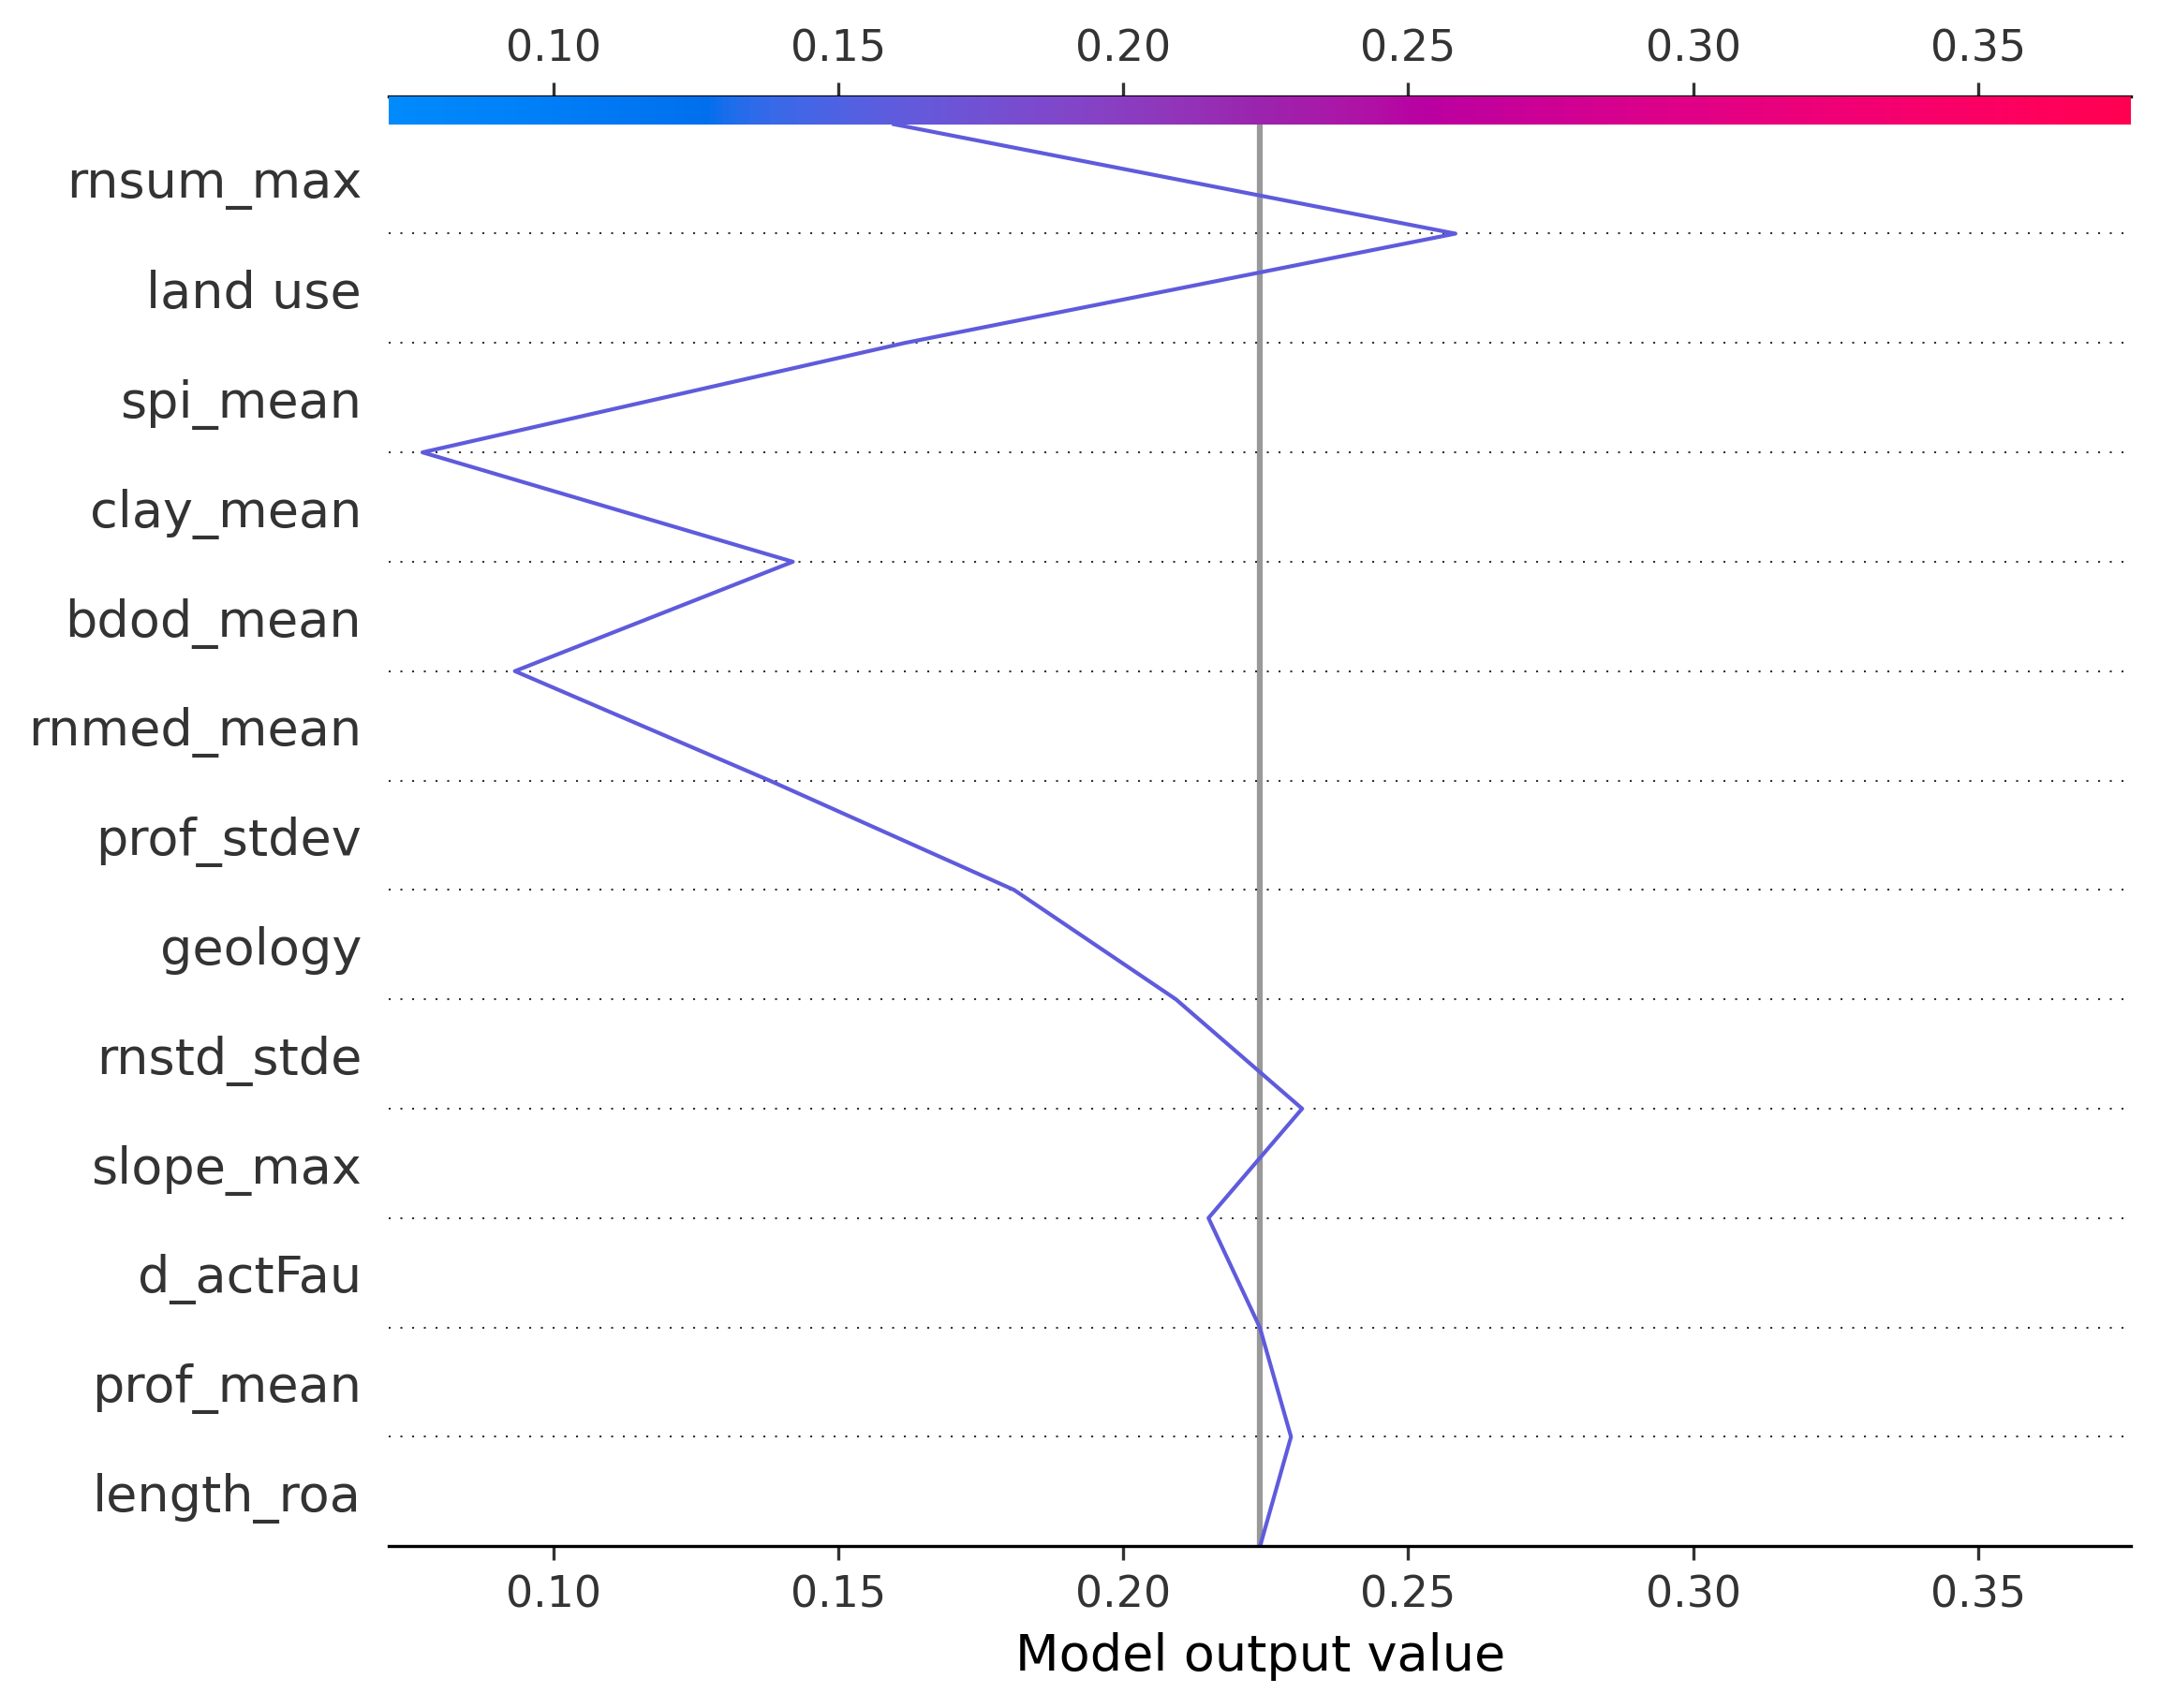 0.10 0.15 0.20 0.25 0.30 0.35
rnsum_max
land use
spi_mean
clay_mean
bdod_mean
rnmed_mean
prof_stdev
geology
rnstd_stde
slope_max
d_actFau
prof_mean
length_roa
0.10 0.15 0.20 0.25 0.30 0.35
Model output value